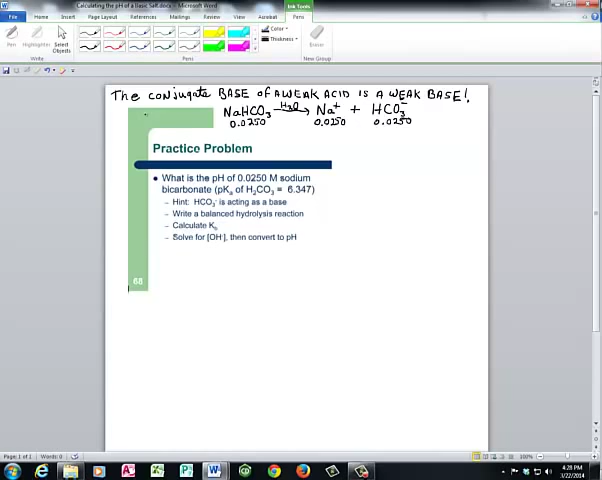 Calculating the pH of a Basic Salt.docx - Microsoft Word
Ink Tools
File
Home
Insert
Page Layout
References
Mailings
Review
View
Acrobat
Pens
Pen
Highlighter
Select Objects
Color
Thickness
Eraser
Write
Pens
New Group
The conjugate BASE OF A WEAK ACID IS A WEAK BASE!
NaHCO₃ —H₂O→ Na⁺ + HCO₃⁻
0.0250 0.0250 0.0250
Practice Problem
• What is the pH of 0.0250 M sodium
bicarbonate (pKa of H₂CO₃ = 6.347)
– Hint: HCO₃⁻ is acting as a base
– Write a balanced hydrolysis reaction
– Calculate Kb
– Solve for [OH⁻], then convert to pH
68
Page: 1 of 1
Words: 0
100%
4:28 PM
3/22/2014